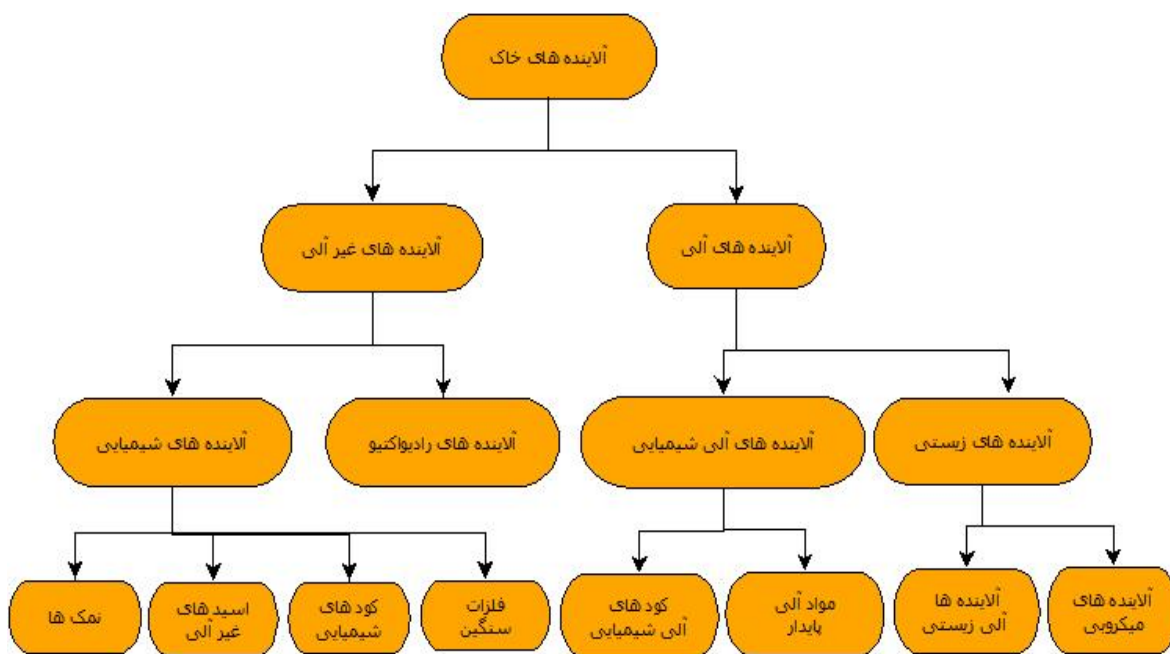 آلاینده های خاک
آلاینده های آلی
آلاینده های غیر آلی
آلاینده های زیستی
آلاینده های آلی شیمیایی
آلاینده های رادیواکتیو
آلاینده های شیمیایی
آلاینده های
میکروبی
آلاینده ها
آلی زیستی
مواد آلی
پایدار
کود های
آلی شیمیایی
فلزات
سنگین
کود های
شیمیایی
اسید های
غیر آلی
نمک ها